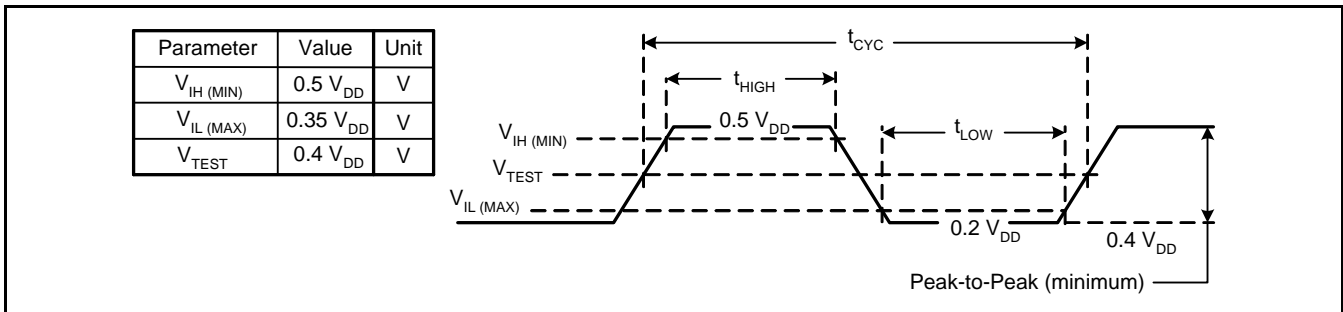 Parameter Value Unit
V_IH (MIN) 0.5 V_DD V
V_IL (MAX) 0.35 V_DD V
V_TEST 0.4 V_DD V
t_CYC
t_HIGH
0.5 V_DD
V_IH (MIN)
t_LOW
V_TEST
V_IL (MAX)
0.2 V_DD
0.4 V_DD
Peak-to-Peak (minimum)